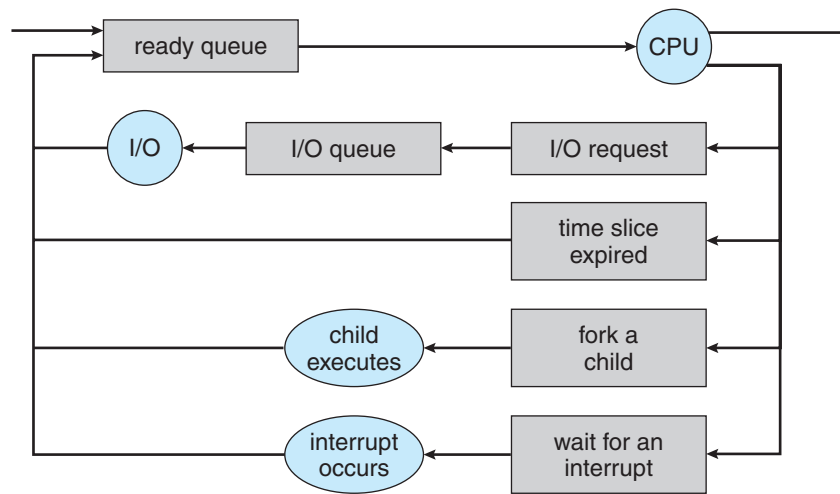 ready queue
CPU
I/O
I/O queue
I/O request
time slice
expired
child
executes
fork a
child
interrupt
occurs
wait for an
interrupt